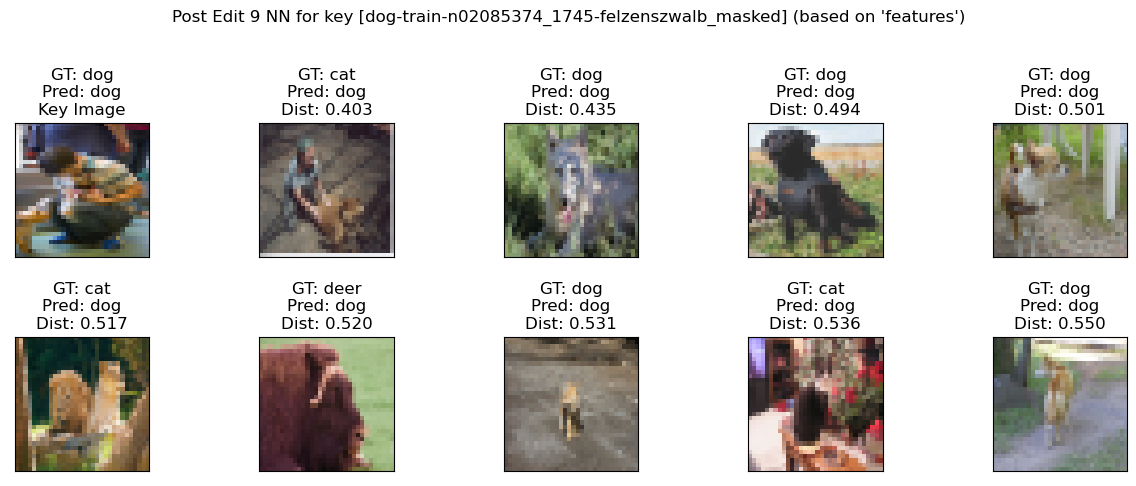 Post Edit 9 NN for key [dog-train-n02085374_1745-felzenszwalb_masked] (based on 'features')
GT: dog
Pred: dog
Key Image
GT: cat
Pred: dog
Dist: 0.403
GT: dog
Pred: dog
Dist: 0.435
GT: dog
Pred: dog
Dist: 0.494
GT: dog
Pred: dog
Dist: 0.501
GT: cat
Pred: dog
Dist: 0.517
GT: deer
Pred: dog
Dist: 0.520
GT: dog
Pred: dog
Dist: 0.531
GT: cat
Pred: dog
Dist: 0.536
GT: dog
Pred: dog
Dist: 0.550